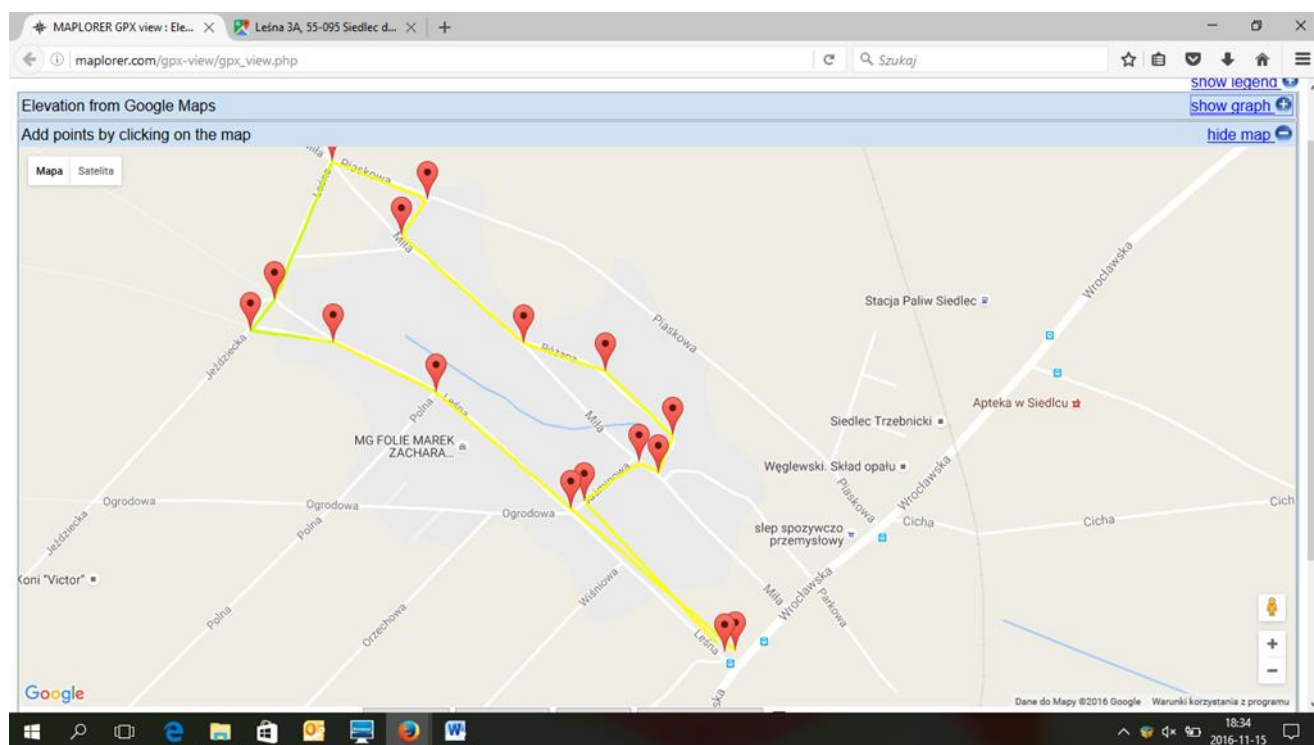 MAPLORER GPX view : Ele...
Leśna 3A, 55-095 Siedlec d...
maplorer.com/gpx-view/gpx_view.php
Szukaj
show legend
Elevation from Google Maps
show graph
Add points by clicking on the map
hide map
Mapa
Satelita
Miła
Piaskowa
Leśna
Miła
Wrocławska
Stacja Paliw Siedlec
Piaskowa
Różana
Jeździecka
Apteka w Siedlcu
Polna
Leśna
Miła
Siedlec Trzebnicki
MG FOLIE MAREK
ZACHARA...
Węglewski. Skład opału
Jaśminowa
Wrocławska
Piaskowa
Ogrodowa
Ogrodowa
Ogrodowa
Cich
Cicha
Cicha
Polna
Jeździecka
slep spozywczo
przemysłowy
Koni "Victor"
Wiśniowa
Miła
Wrocławska
Parkowa
Polna
Orzechowa
Leśna
ska
Google
Dane do Mapy ©2016 Google
Warunki korzystania z programu
18:34
2016-11-15